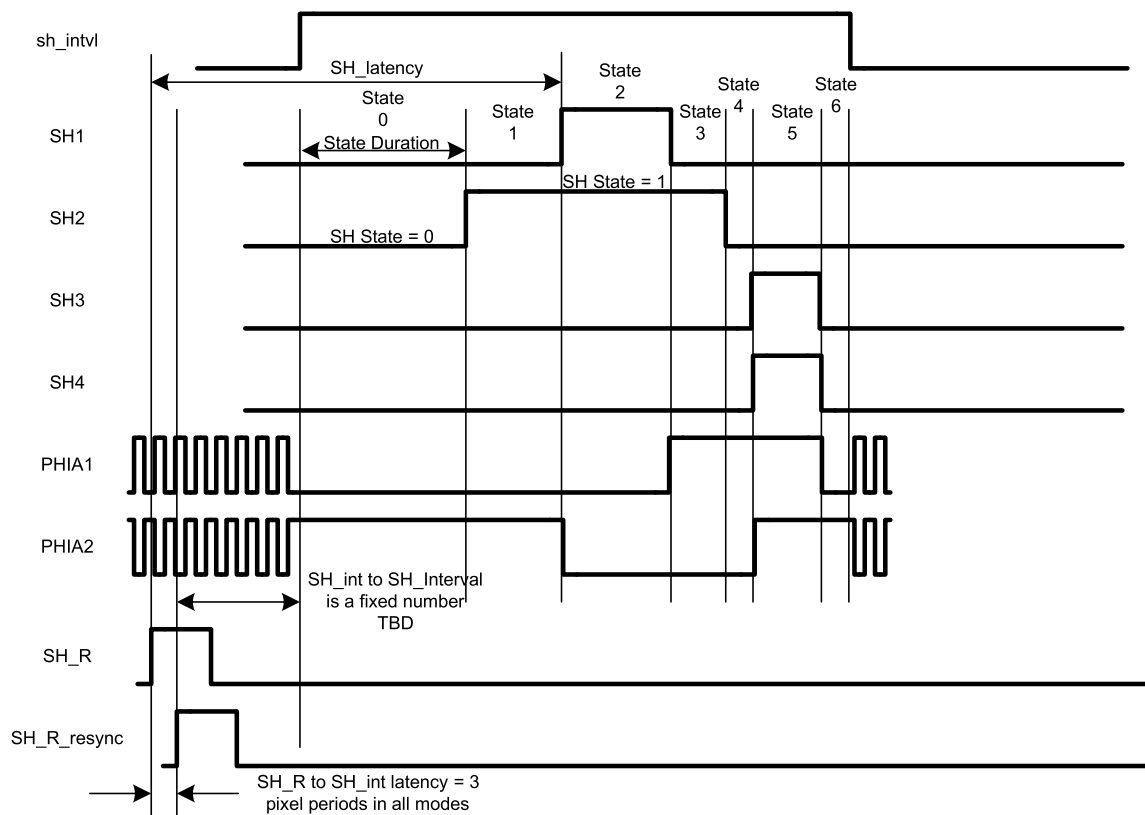 sh_intvl
SH_latency
State
0
State
1
State
2
State
3
State
4
State
5
State
6
State Duration
SH1
SH State = 1
SH2
SH State = 0
SH3
SH4
PHIA1
PHIA2
SH_int to SH_Interval
is a fixed number
TBD
SH_R
SH_R_resync
SH_R to SH_int latency = 3
pixel periods in all modes